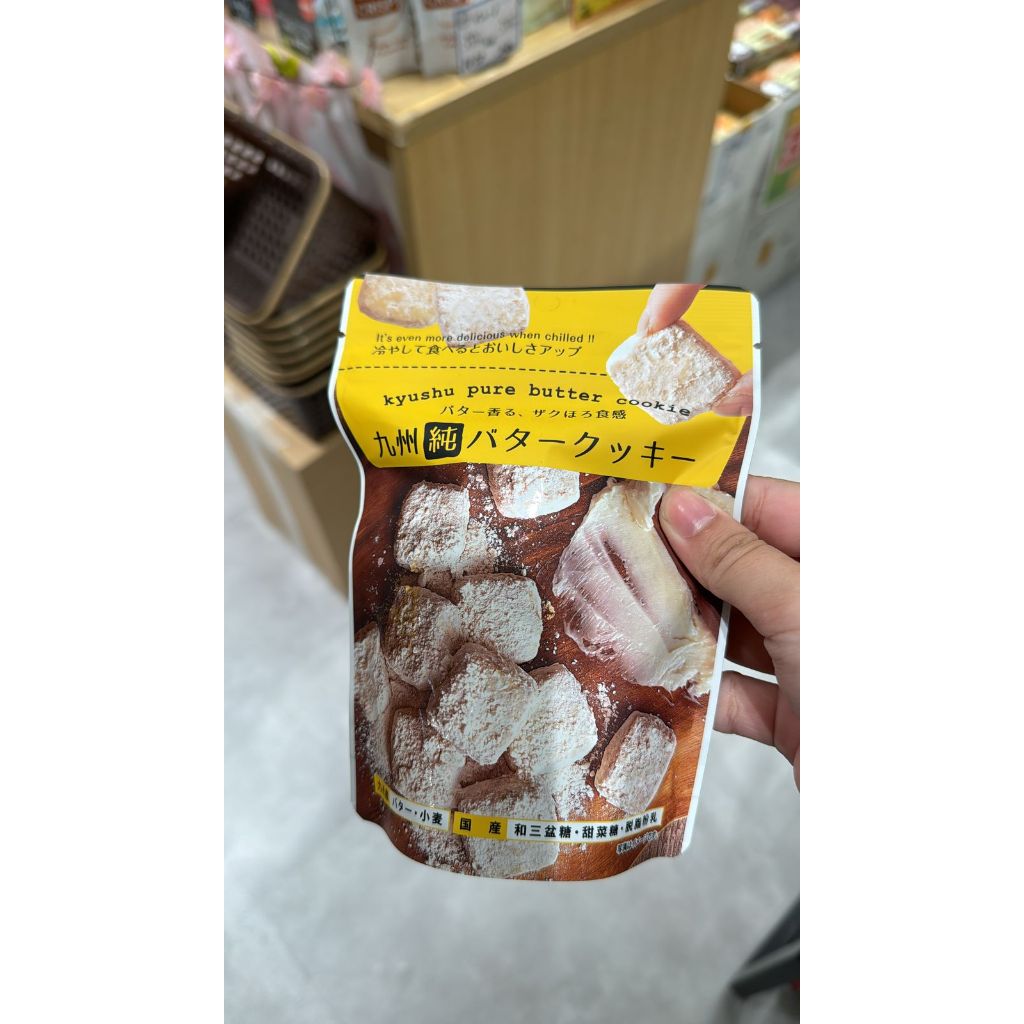 It's even more delicious when chilled !!
冷やして食べるとおいしさアップ
kyushu pure butter cookie
バター香る、ザクほろ食感
九州純バタークッキー
バター・小麦 国産 和三盆糖・甜菜糖・脱脂粉乳